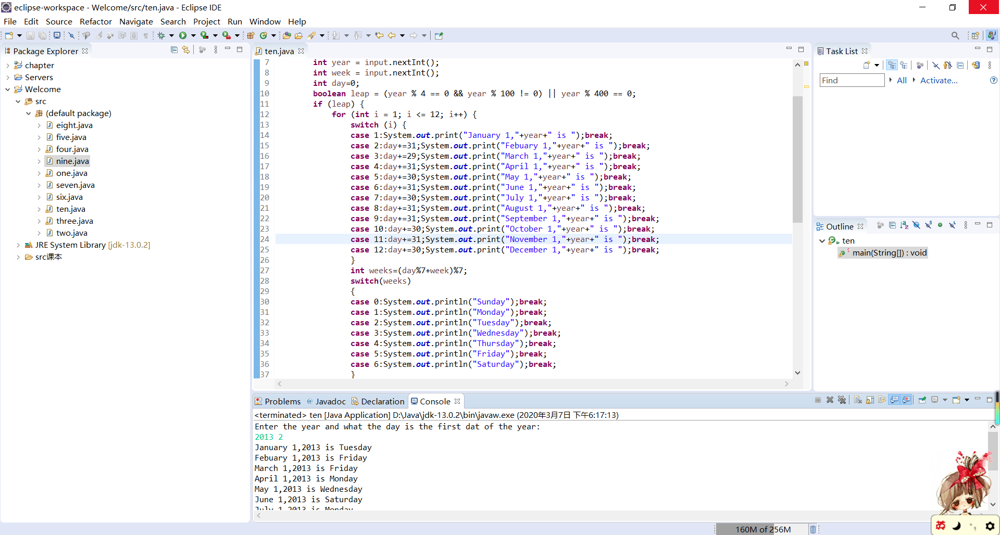 eclipse-workspace - Welcome/src/ten.java - Eclipse IDE
File Edit Source Refactor Navigate Search Project Run Window Help
Package Explorer
chapter
Servers
Welcome
src
(default package)
eight.java
five.java
four.java
nine.java
one.java
seven.java
six.java
ten.java
three.java
two.java
JRE System Library [jdk-13.0.2]
src课本
ten.java
7 int year = input.nextInt();
8 int week = input.nextInt();
9 int day=0;
10 boolean leap = (year % 4 == 0 && year % 100 != 0) || year % 400 == 0;
11 if (leap) {
12 for (int i = 1; i <= 12; i++) {
13 switch (i) {
14 case 1:System.out.print("January 1,"+year+" is ");break;
15 case 2:day+=31;System.out.print("Febuary 1,"+year+" is ");break;
16 case 3:day+=29;System.out.print("March 1,"+year+" is ");break;
17 case 4:day+=31;System.out.print("April 1,"+year+" is ");break;
18 case 5:day+=30;System.out.print("May 1,"+year+" is ");break;
19 case 6:day+=31;System.out.print("June 1,"+year+" is ");break;
20 case 7:day+=30;System.out.print("July 1,"+year+" is ");break;
21 case 8:day+=31;System.out.print("August 1,"+year+" is ");break;
22 case 9:day+=31;System.out.print("September 1,"+year+" is ");break;
23 case 10:day+=30;System.out.print("October 1,"+year+" is ");break;
24 case 11:day+=31;System.out.print("November 1,"+year+" is ");break;
25 case 12:day+=30;System.out.print("December 1,"+year+" is ");break;
26 }
27 int weeks=(day%7+week)%7;
28 switch(weeks)
29 {
30 case 0:System.out.println("Sunday");break;
31 case 1:System.out.println("Monday");break;
32 case 2:System.out.println("Tuesday");break;
33 case 3:System.out.println("Wednesday");break;
34 case 4:System.out.println("Thursday");break;
35 case 5:System.out.println("Friday");break;
36 case 6:System.out.println("Saturday");break;
37 }
Task List
Find All Activate...
Outline
ten
main(String[]) : void
Problems @ Javadoc Declaration Console
<terminated> ten [Java Application] D:\Java\jdk-13.0.2\bin\javaw.exe (2020年3月7日 下午6:17:13)
Enter the year and what the day is the first dat of the year:
2013 2
January 1,2013 is Tuesday
Febuary 1,2013 is Friday
March 1,2013 is Friday
April 1,2013 is Monday
May 1,2013 is Wednesday
June 1,2013 is Saturday
July 1,2013 is Monday
160M of 256M
英